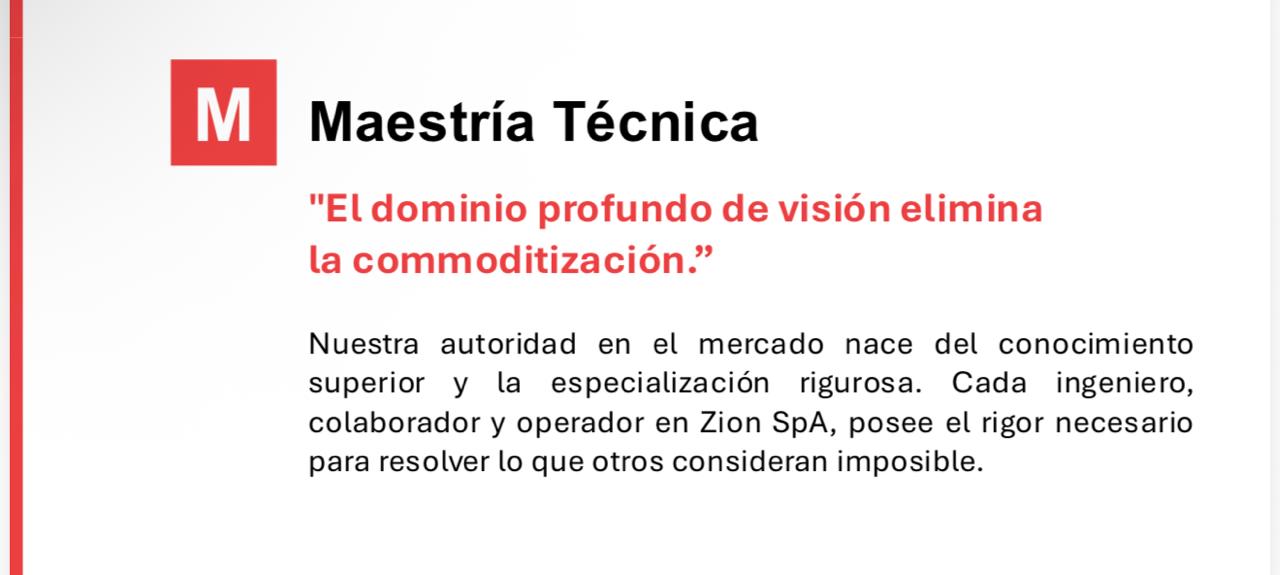 M
Maestría Técnica
"El dominio profundo de visión elimina
la commoditización.”
Nuestra autoridad en el mercado nace del conocimiento
superior y la especialización rigurosa. Cada ingeniero,
colaborador y operador en Zion SpA, posee el rigor necesario
para resolver lo que otros consideran imposible.